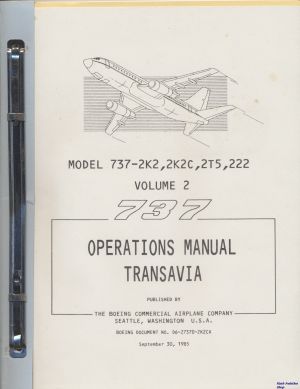 MODEL 737-2K2,2K2C,2T5,222
VOLUME 2
737
OPERATIONS MANUAL
TRANSAVIA
PUBLISHED BY
THE BOEING COMMERCIAL AIRPLANE COMPANY
SEATTLE, WASHINGTON U.S.A.
BOEING DOCUMENT NO. D6-27370-2K2CA
September 30, 1985